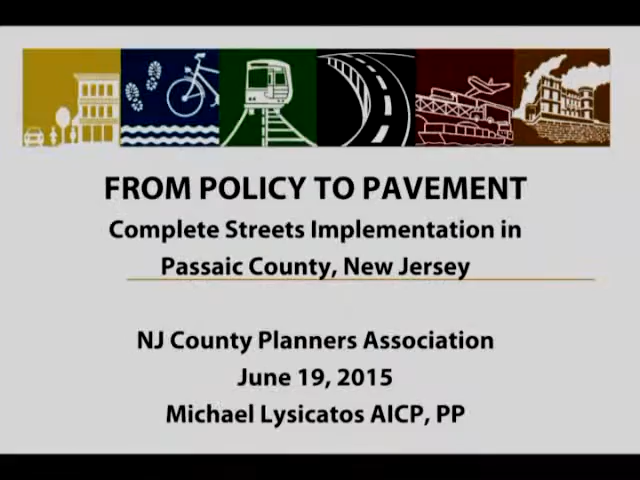 FROM POLICY TO PAVEMENT
Complete Streets Implementation in
Passaic County, New Jersey
NJ County Planners Association
June 19, 2015
Michael Lysicatos AICP, PP